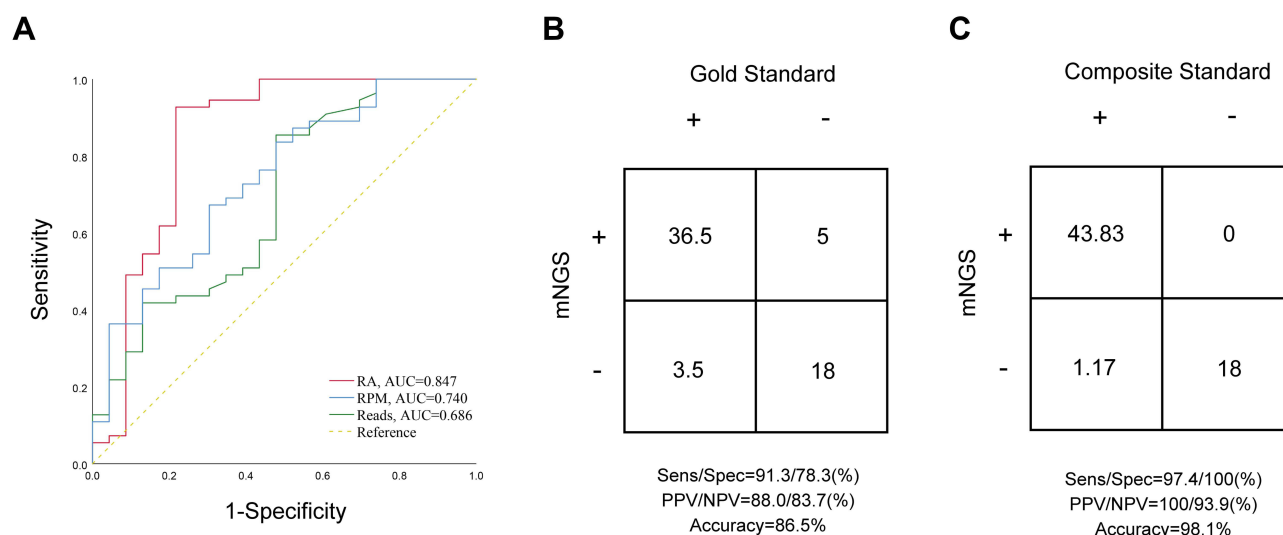 A
1.0
0.8
0.6
0.4
0.2
0.0
0.0
0.2
0.4
0.6
0.8
1.0
Sensitivity
1-Specificity
RA, AUC=0.847
RPM, AUC=0.740
Reads, AUC=0.686
Reference
B
Gold Standard
+
-
mNGS
+
36.5
5
-
3.5
18
Sens/Spec=91.3/78.3(%)
PPV/NPV=88.0/83.7(%)
Accuracy=86.5%
C
Composite Standard
+
-
mNGS
+
43.83
0
-
1.17
18
Sens/Spec=97.4/100(%)
PPV/NPV=100/93.9(%)
Accuracy=98.1%